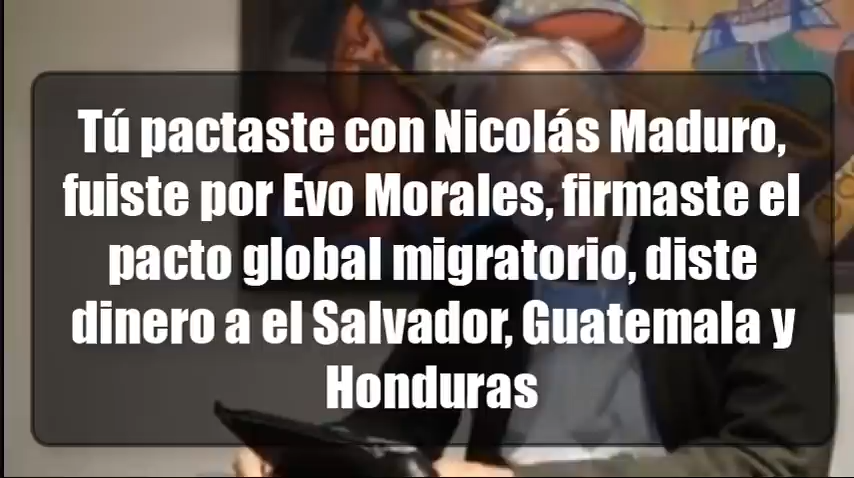 Tú pactaste con Nicolás Maduro,
fuiste por Evo Morales, firmaste el
pacto global migratorio, diste
dinero a el Salvador, Guatemala y
Honduras